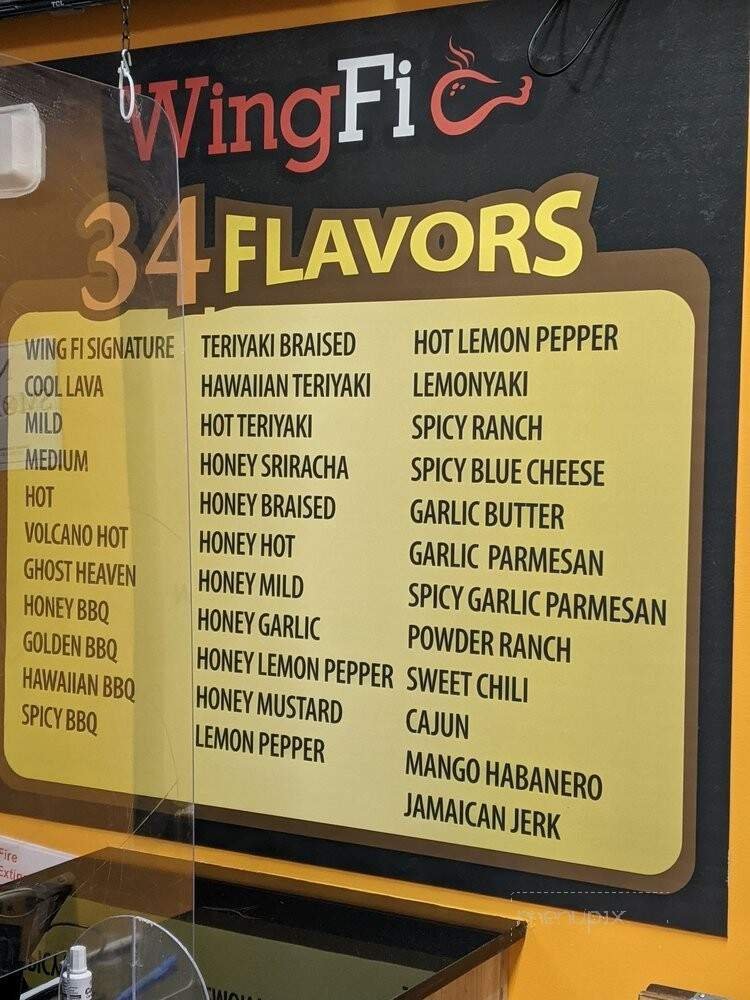 WingFi
34 FLAVORS
WING FI SIGNATURE
COOL LAVA
MILD
MEDIUM
HOT
VOLCANO HOT
GHOST HEAVEN
HONEY BBQ
GOLDEN BBQ
HAWAIIAN BBQ
SPICY BBQ
TERIYAKI BRAISED
HAWAIIAN TERIYAKI
HOT TERIYAKI
HONEY SRIRACHA
HONEY BRAISED
HONEY HOT
HONEY MILD
HONEY GARLIC
HONEY LEMON PEPPER
HONEY MUSTARD
LEMON PEPPER
HOT LEMON PEPPER
LEMONYAKI
SPICY RANCH
SPICY BLUE CHEESE
GARLIC BUTTER
GARLIC PARMESAN
SPICY GARLIC PARMESAN
POWDER RANCH
SWEET CHILI
CAJUN
MANGO HABANERO
JAMAICAN JERK
Fire
menupix